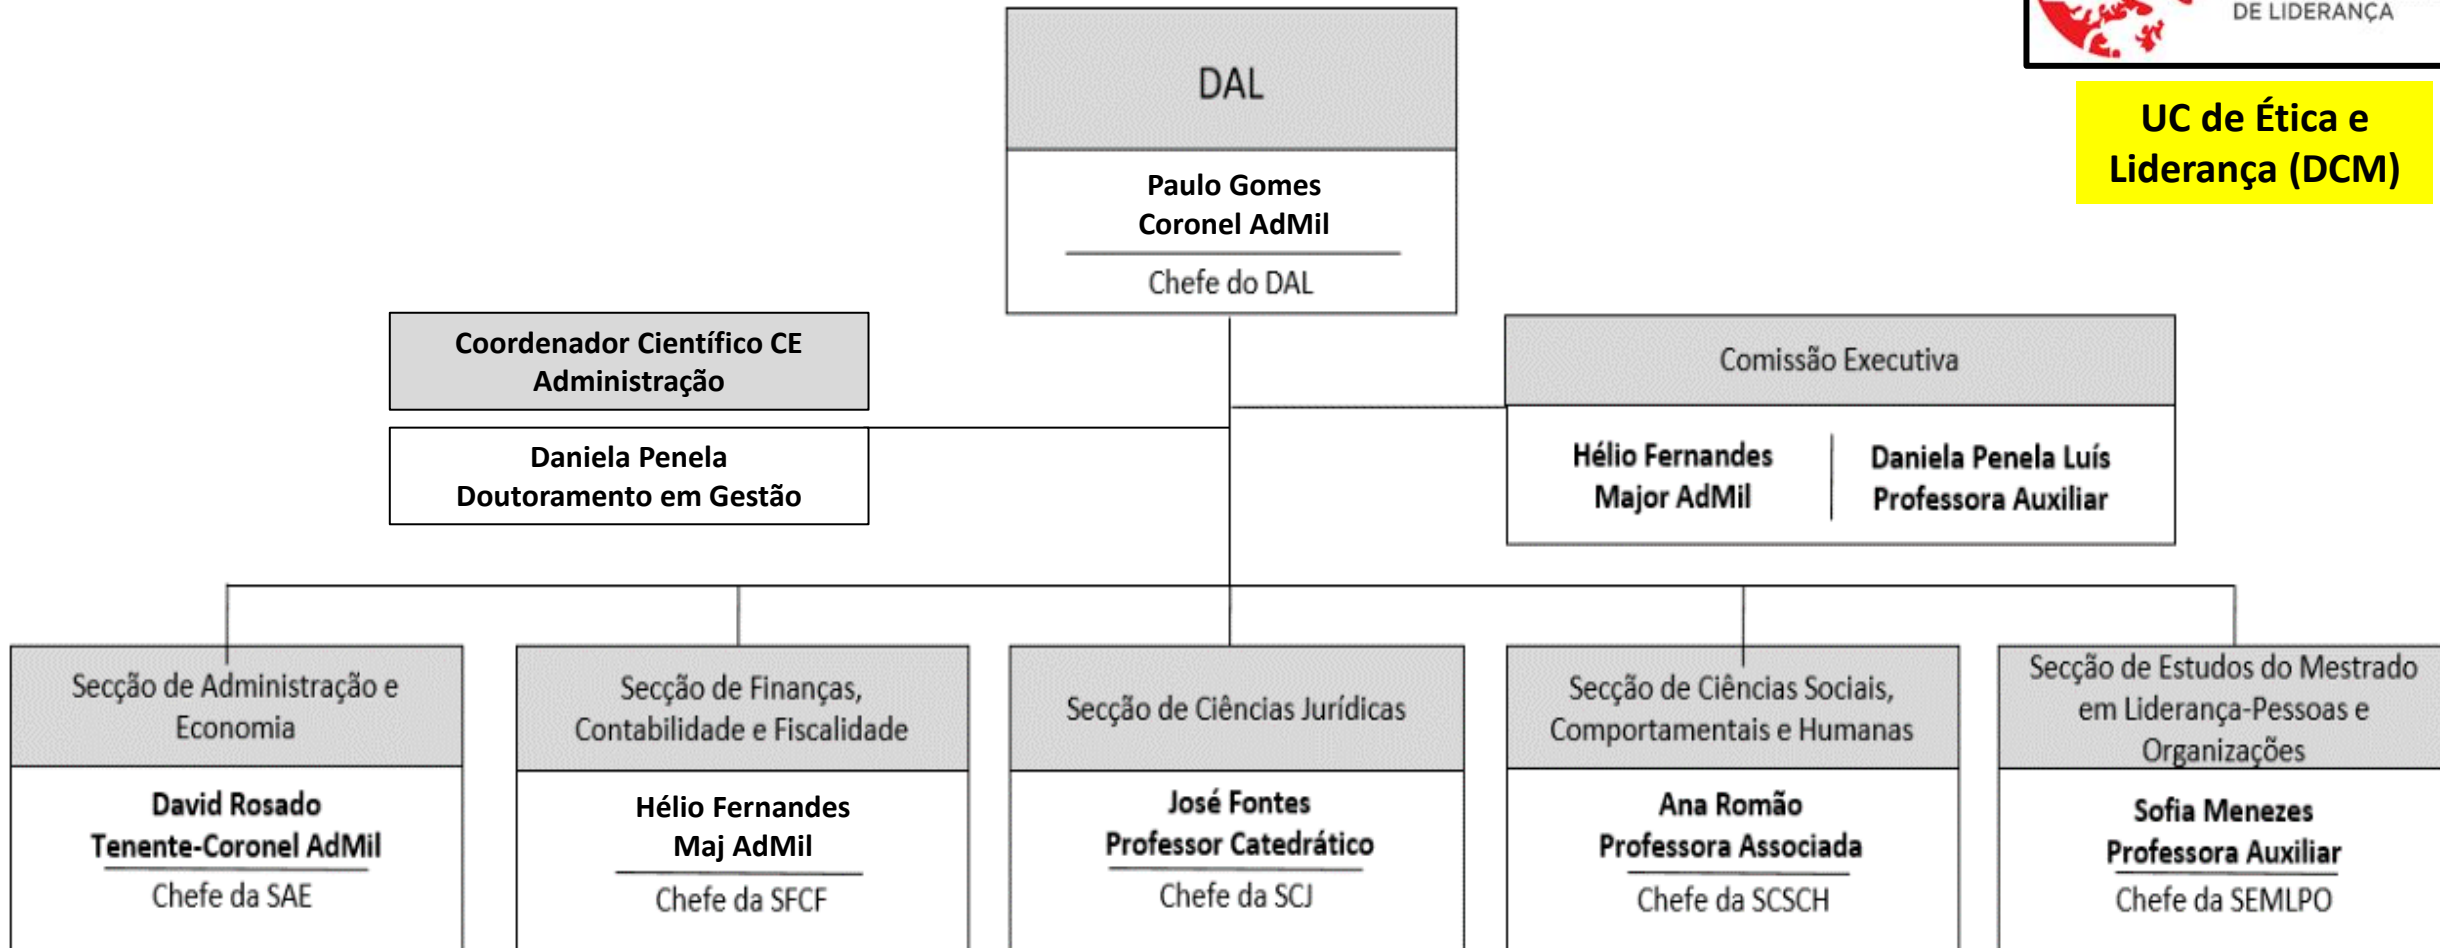 DE LIDERANÇA
UC de Ética e
Liderança (DCM)
DAL
Paulo Gomes
Coronel AdMil
Chefe do DAL
Coordenador Científico CE
Administração
Daniela Penela
Doutoramento em Gestão
Comissão Executiva
Hélio Fernandes
Major AdMil
Daniela Penela Luís
Professora Auxiliar
Secção de Administração e
Economia
David Rosado
Tenente-Coronel AdMil
Chefe da SAE
Secção de Finanças,
Contabilidade e Fiscalidade
Hélio Fernandes
Maj AdMil
Chefe da SFCF
Secção de Ciências Jurídicas
José Fontes
Professor Catedrático
Chefe da SCJ
Secção de Ciências Sociais,
Comportamentais e Humanas
Ana Romão
Professora Associada
Chefe da SCSCH
Secção de Estudos do Mestrado
em Liderança-Pessoas e
Organizações
Sofia Menezes
Professora Auxiliar
Chefe da SEMLPO